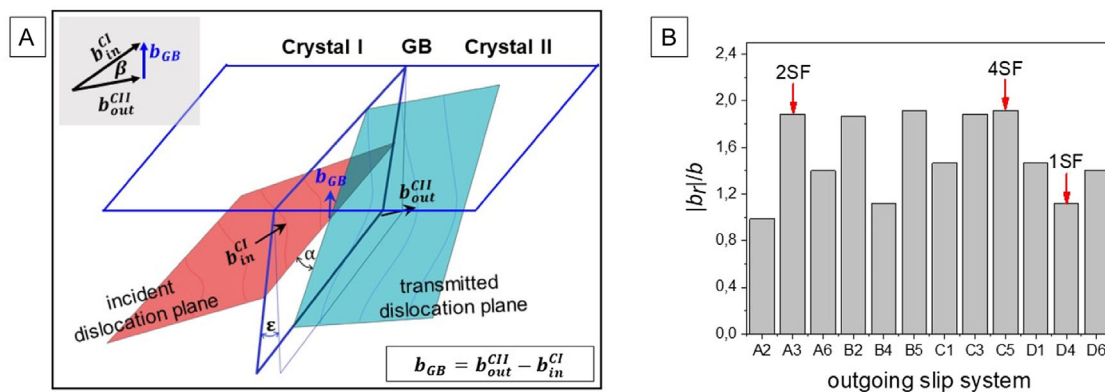 A
b_in^CI
β
b_GB
b_out^CII
Crystal I GB Crystal II
b_GB
b_out^CII
b_in^CI
α
incident
dislocation plane
transmitted
dislocation plane
ε
b_GB = b_out^CII − b_in^CI
B
2,4
2,0
1,6
1,2
0,8
0,4
0,0
|br|/b
2SF
4SF
1SF
A2 A3 A6 B2 B4 B5 C1 C3 C5 D1 D4 D6
outgoing slip system